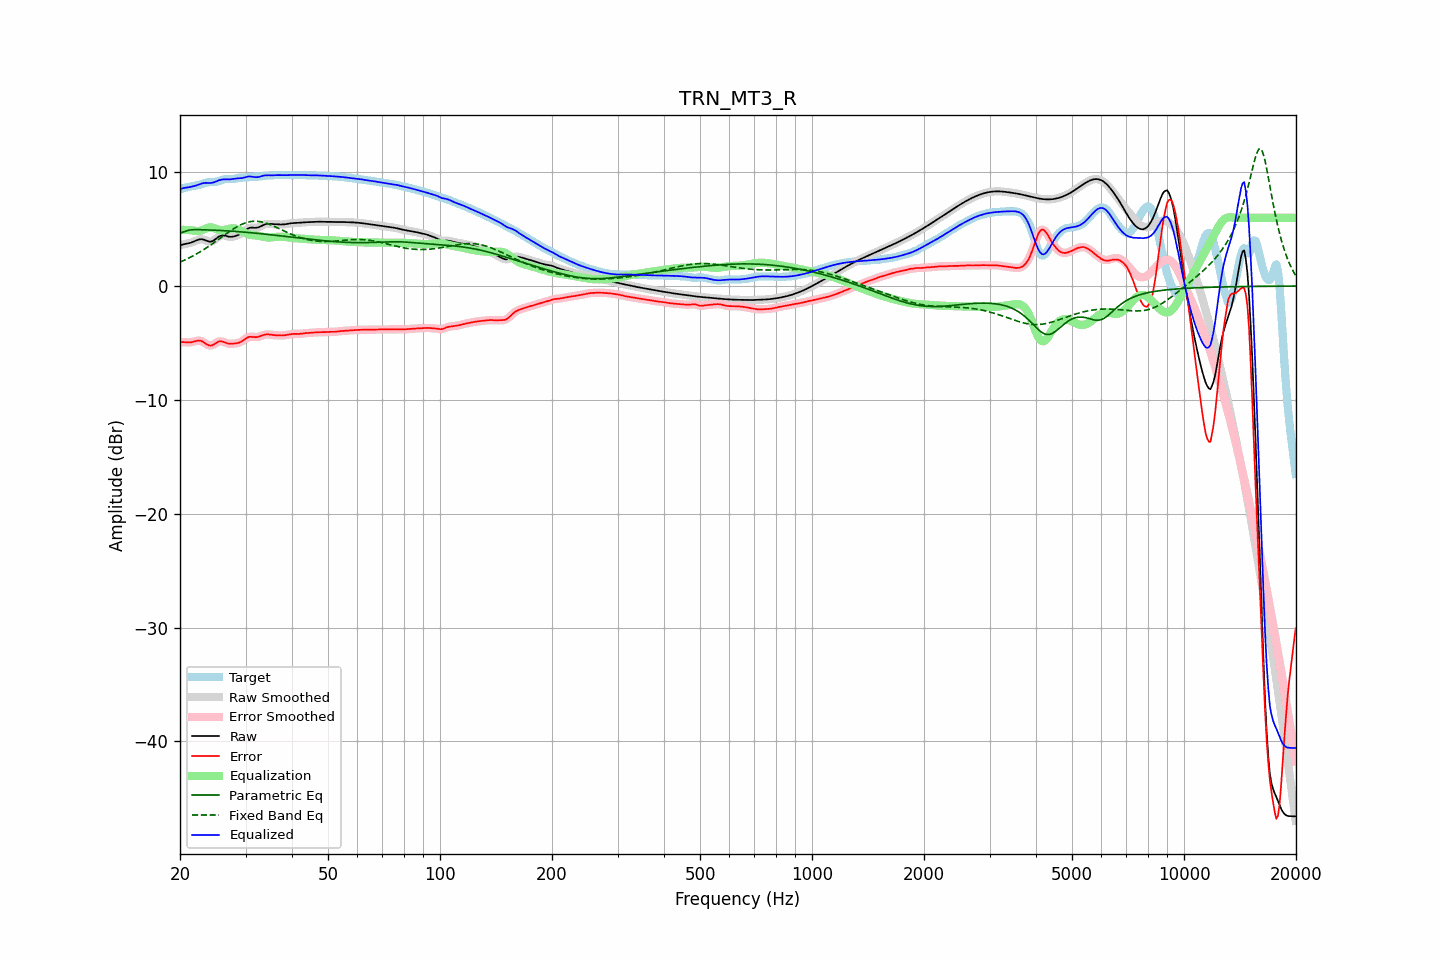 TRN_MT3_R
10
0
−10
−20
−30
−40
Amplitude (dBr)
Target
Raw Smoothed
Error Smoothed
Raw
Error
Equalization
Parametric Eq
Fixed Band Eq
Equalized
20 50 100 200 500 1000 2000 5000 10000 20000
Frequency (Hz)